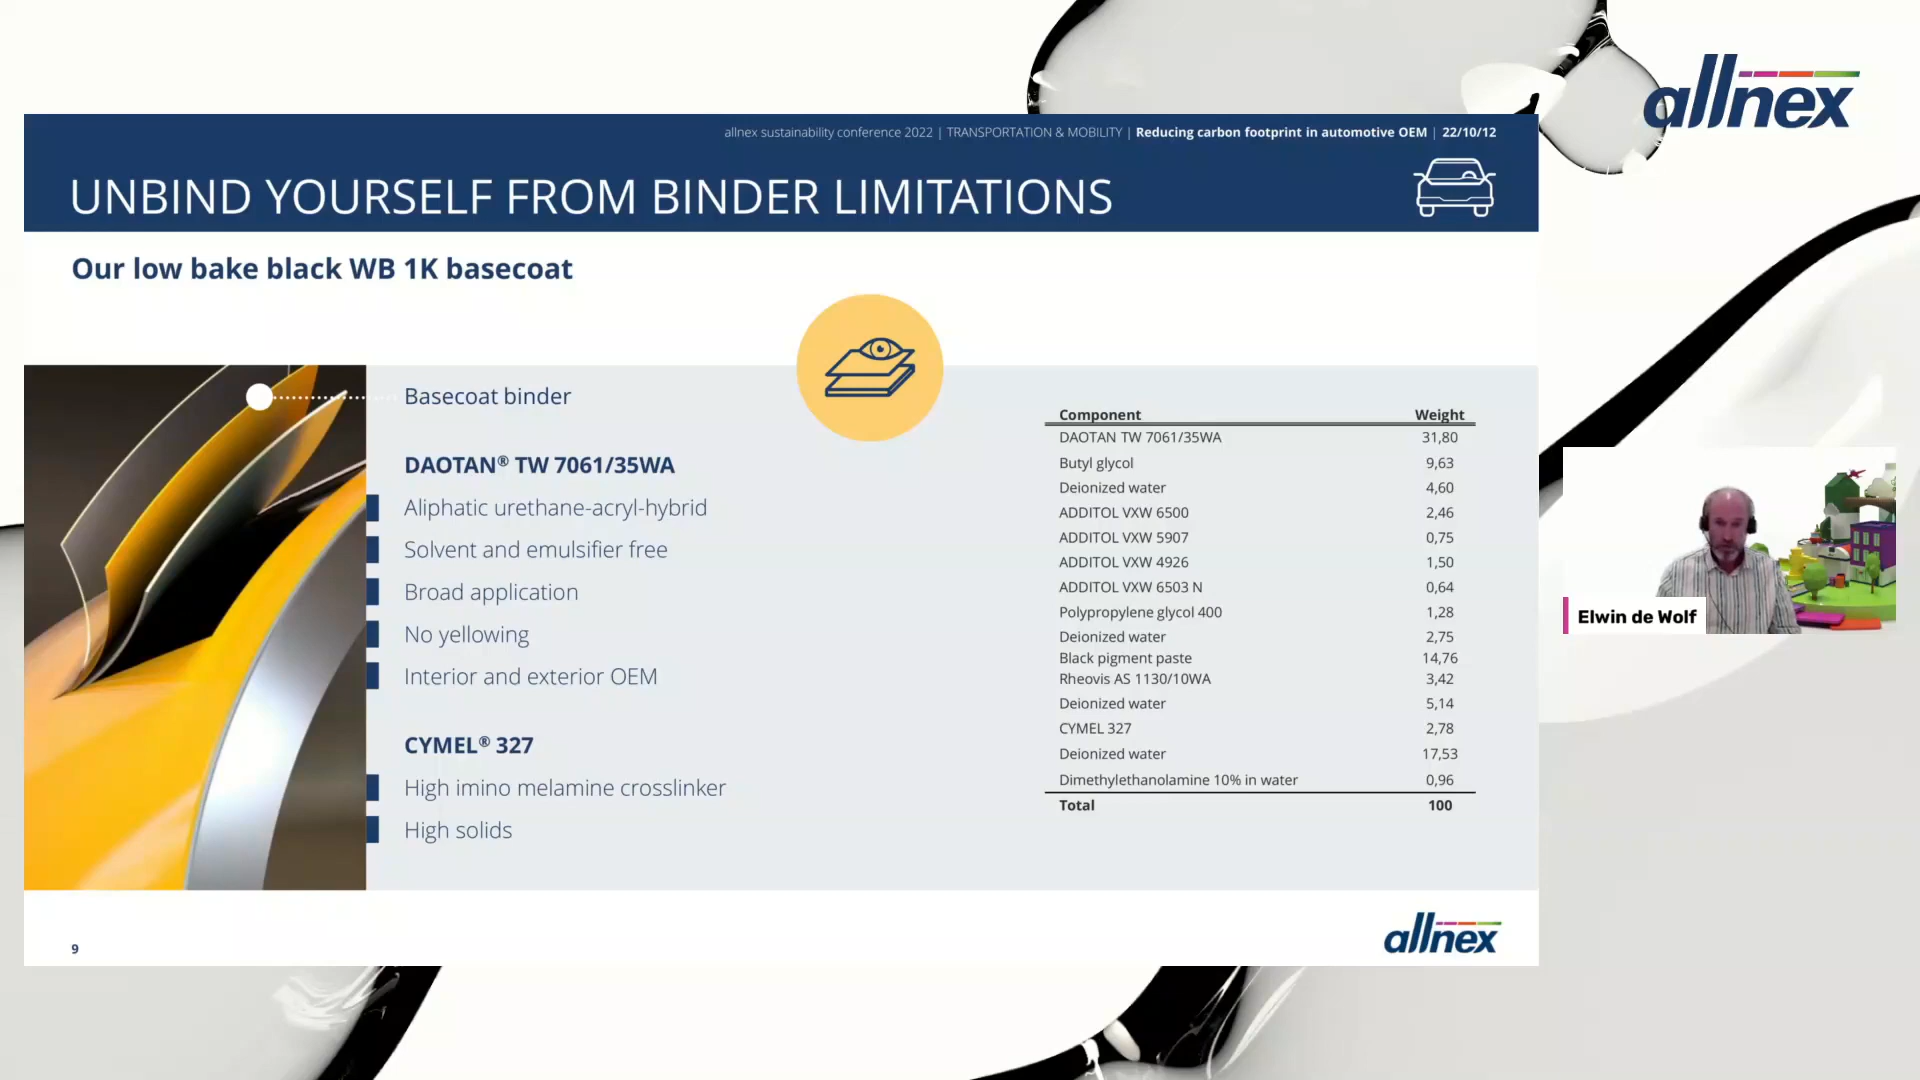 allnex
allnex sustainability conference 2022 | TRANSPORTATION & MOBILITY | Reducing carbon footprint in automotive OEM | 22/10/12
UNBIND YOURSELF FROM BINDER LIMITATIONS
Our low bake black WB 1K basecoat
Basecoat binder
DAOTAN® TW 7061/35WA
Aliphatic urethane-acryl-hybrid
Solvent and emulsifier free
Broad application
No yellowing
Interior and exterior OEM
CYMEL® 327
High imino melamine crosslinker
High solids
Component Weight
DAOTAN TW 7061/35WA 31,80
Butyl glycol 9,63
Deionized water 4,60
ADDITOL VXW 6500 2,46
ADDITOL VXW 5907 0,75
ADDITOL VXW 4926 1,50
ADDITOL VXW 6503 N 0,64
Polypropylene glycol 400 1,28
Deionized water 2,75
Black pigment paste 14,76
Rheovis AS 1130/10WA 3,42
Deionized water 5,14
CYMEL 327 2,78
Deionized water 17,53
Dimethylethanolamine 10% in water 0,96
Total 100
Elwin de Wolf
9
allnex